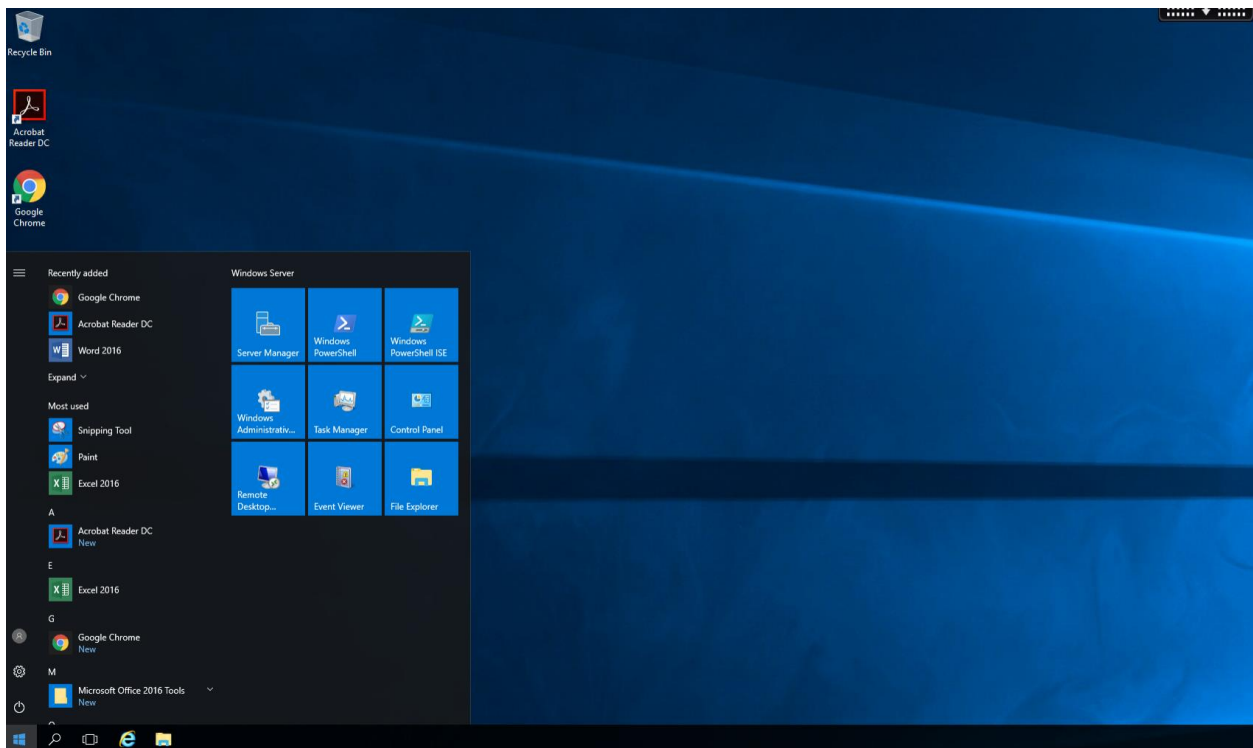 Recycle Bin
Acrobat
Reader DC
Google
Chrome
Recently added
Google Chrome
Acrobat Reader DC
Word 2016
Expand
Most used
Snipping Tool
Paint
Excel 2016
A
Acrobat Reader DC
New
E
Excel 2016
G
Google Chrome
New
M
Microsoft Office 2016 Tools
New
Windows Server
Server Manager
Windows
PowerShell
Windows
PowerShell ISE
Windows
Administrativ...
Task Manager
Control Panel
Remote
Desktop...
Event Viewer
File Explorer